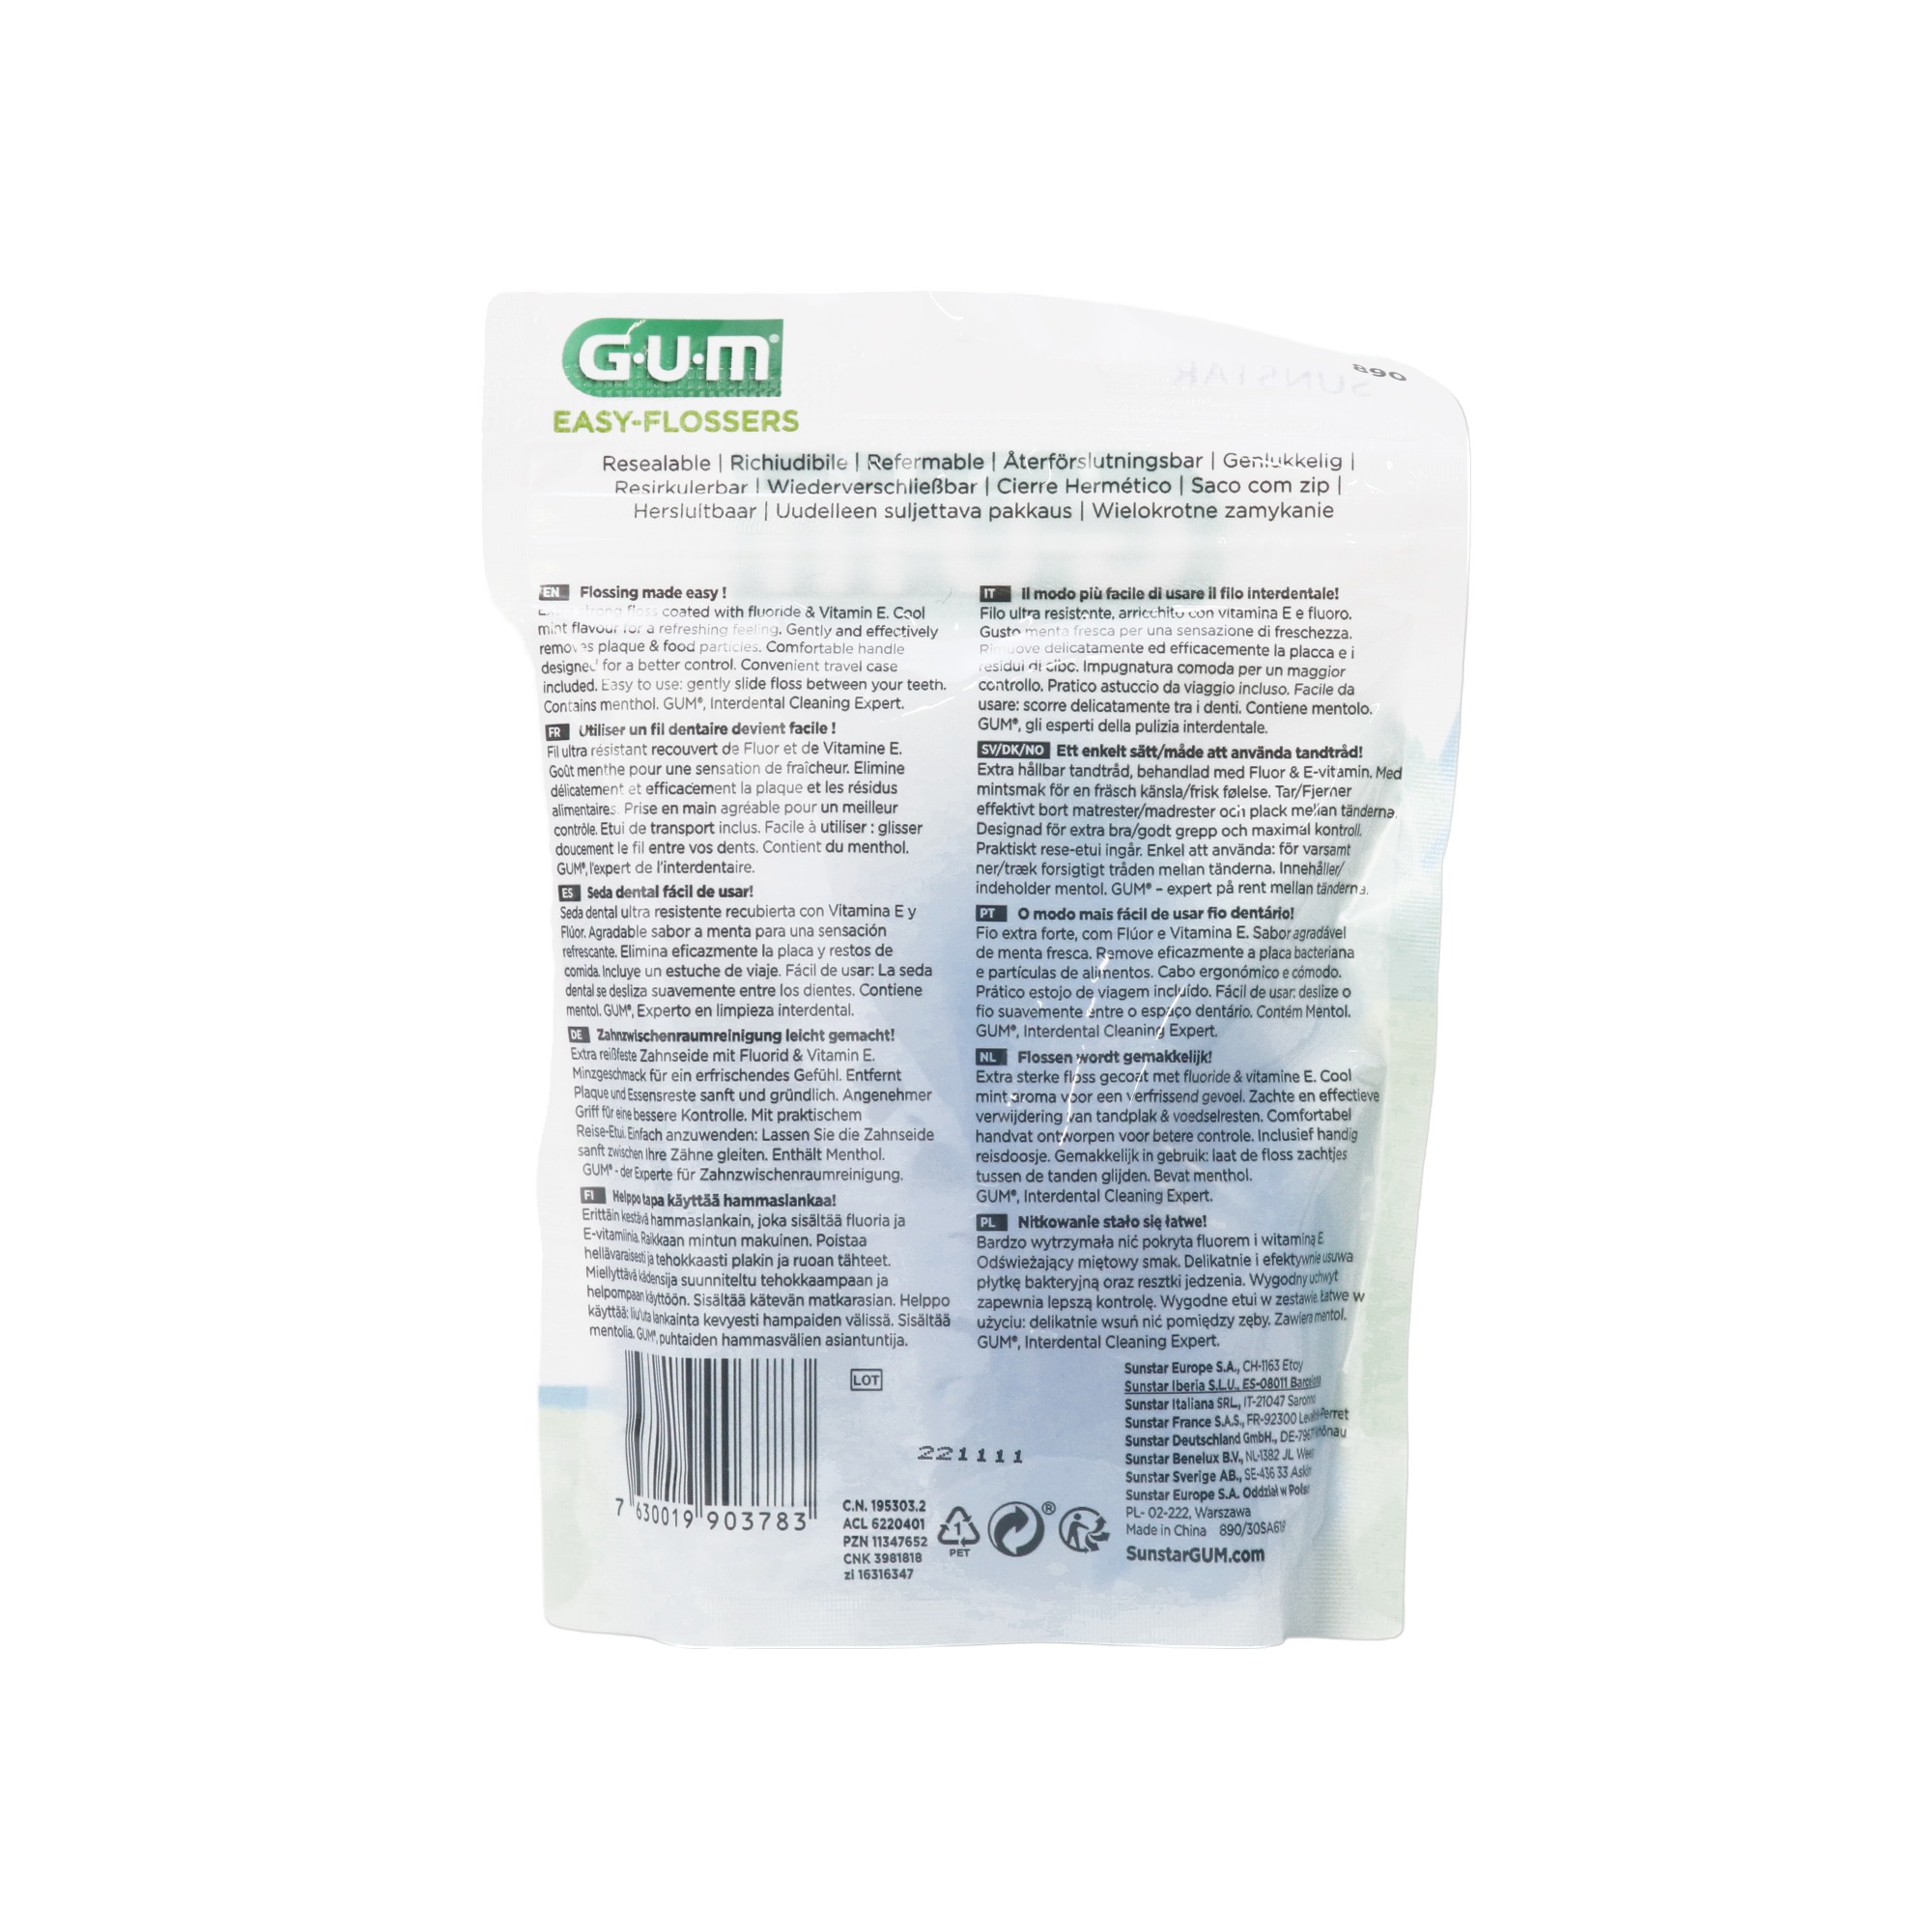 G·U·M®
EASY-FLOSSERS
890
SUNSTAR
Resealable | Richiudibile | Refermable | Återförslutningsbar | Genlukkelig |
Resirkulerbar | Wiederverschließbar | Cierre Hermético | Saco com zip |
Hersluitbaar | Uudelleen suljettava pakkaus | Wielokrotne zamykanie
EN Flossing made easy !
Extra strong floss coated with fluoride & Vitamin E. Cool
mint flavour for a refreshing feeling. Gently and effectively
removes plaque & food particles. Comfortable handle
designed for a better control. Convenient travel case
included. Easy to use: gently slide floss between your teeth.
Contains menthol. GUM®, Interdental Cleaning Expert.
FR Utiliser un fil dentaire devient facile !
Fil ultra résistant recouvert de Fluor et de Vitamine E.
Goût menthe pour une sensation de fraîcheur. Elimine
délicatement et efficacement la plaque et les résidus
alimentaires. Prise en main agréable pour un meilleur
contrôle. Etui de transport inclus. Facile à utiliser : glisser
doucement le fil entre vos dents. Contient du menthol.
GUM®, l'expert de l'interdentaire.
ES Seda dental fácil de usar!
Seda dental ultra resistente recubierta con Vitamina E y
Flúor. Agradable sabor a menta para una sensación
refrescante. Elimina eficazmente la placa y restos de
comida. Incluye un estuche de viaje. Fácil de usar: La seda
dental se desliza suavemente entre los dientes. Contiene
mentol. GUM®, Experto en limpieza interdental.
DE Zahnzwischenraumreinigung leicht gemacht!
Extra reißfeste Zahnseide mit Fluorid & Vitamin E.
Minzgeschmack für ein erfrischendes Gefühl. Entfernt
Plaque und Essensreste sanft und gründlich. Angenehmer
Griff für eine bessere Kontrolle. Mit praktischem
Reise-Etui. Einfach anzuwenden: Lassen Sie die Zahnseide
sanft zwischen Ihre Zähne gleiten. Enthält Menthol.
GUM® - der Experte für Zahnzwischenraumreinigung.
FI Helppo tapa käyttää hammaslankaa!
Erittäin kestävä hammaslankain, joka sisältää fluoria ja
E-vitamiinia. Raikkaan mintun makuinen. Poistaa
hellävaraisesti ja tehokkaasti plakin ja ruoan tähteet.
Miellyttävä kädensija suunniteltu tehokkaampaan ja
helpompaan käyttöön. Sisältää kätevän matkarasian. Helppo
käyttää: liu'uta lankainta kevyesti hampaiden välissä. Sisältää
mentolia. GUM®, puhtaiden hammasvälien asiantuntija.
IT Il modo più facile di usare il filo interdentale!
Filo ultra resistente, arricchito con vitamina E e fluoro.
Gusto menta fresca per una sensazione di freschezza.
Rimuove delicatamente ed efficacemente la placca e i
residui di cibo. Impugnatura comoda per un maggior
controllo. Pratico astuccio da viaggio incluso. Facile da
usare: scorre delicatamente tra i denti. Contiene mentolo.
GUM®, gli esperti della pulizia interdentale.
SV/DK/NO Ett enkelt sätt/måde att använda tandtråd!
Extra hållbar tandtråd, behandlad med Fluor & E-vitamin. Med
mintsmak för en fräsch känsla/frisk følelse. Tar/Fjerner
effektivt bort matrester/madrester och plack mellan tänderna.
Designad för extra bra/godt grepp och maximal kontroll.
Praktiskt rese-etui ingår. Enkel att använda: för varsamt
ner/træk forsigtigt tråden mellan tänderna. Innehåller/
indeholder mentol. GUM® – expert på rent mellan tänderna.
PT O modo mais fácil de usar fio dentário!
Fio extra forte, com Flúor e Vitamina E. Sabor agradável
de menta fresca. Remove eficazmente a placa bacteriana
e partículas de alimentos. Cabo ergonómico e cómodo.
Prático estojo de viagem incluído. Fácil de usar: deslize o
fio suavemente entre o espaço dentário. Contém Mentol.
GUM®, Interdental Cleaning Expert.
NL Flossen wordt gemakkelijk!
Extra sterke floss gecoat met fluoride & vitamine E. Cool
mint aroma voor een verfrissend gevoel. Zachte en effectieve
verwijdering van tandplak & voedselresten. Comfortabel
handvat ontworpen voor betere controle. Inclusief handig
reisdoosje. Gemakkelijk in gebruik: laat de floss zachtjes
tussen de tanden glijden. Bevat menthol.
GUM®, Interdental Cleaning Expert.
PL Nitkowanie stało się łatwe!
Bardzo wytrzymała nić pokryta fluorem i witaminą E.
Odświeżający miętowy smak. Delikatnie i efektywnie usuwa
płytkę bakteryjną oraz resztki jedzenia. Wygodny uchwyt
zapewnia lepszą kontrolę. Wygodne etui w zestawie. Łatwe w
użyciu: delikatnie wsuń nić pomiędzy zęby. Zawiera mentol.
GUM®, Interdental Cleaning Expert.
7 630019 903783
LOT
221111
C.N. 195303.2
ACL 6220401
PZN 11347652
CNK 3981818
zi 16316347
1
PET
®
Sunstar Europe S.A., CH-1163 Etoy
Sunstar Iberia S.L.U., ES-08011 Barcelona
Sunstar Italiana SRL, IT-21047 Saronno
Sunstar France S.A.S., FR-92300 Levallois-Perret
Sunstar Deutschland GmbH., Schönau
Sunstar Benelux B.V., NL-1382 JL Weesp
Sunstar Sverige AB., SE-436 33 Askim
Sunstar Europe S.A. Oddział w Polsce
PL- 02-222, Warszawa
Made in China
SunstarGUM.com